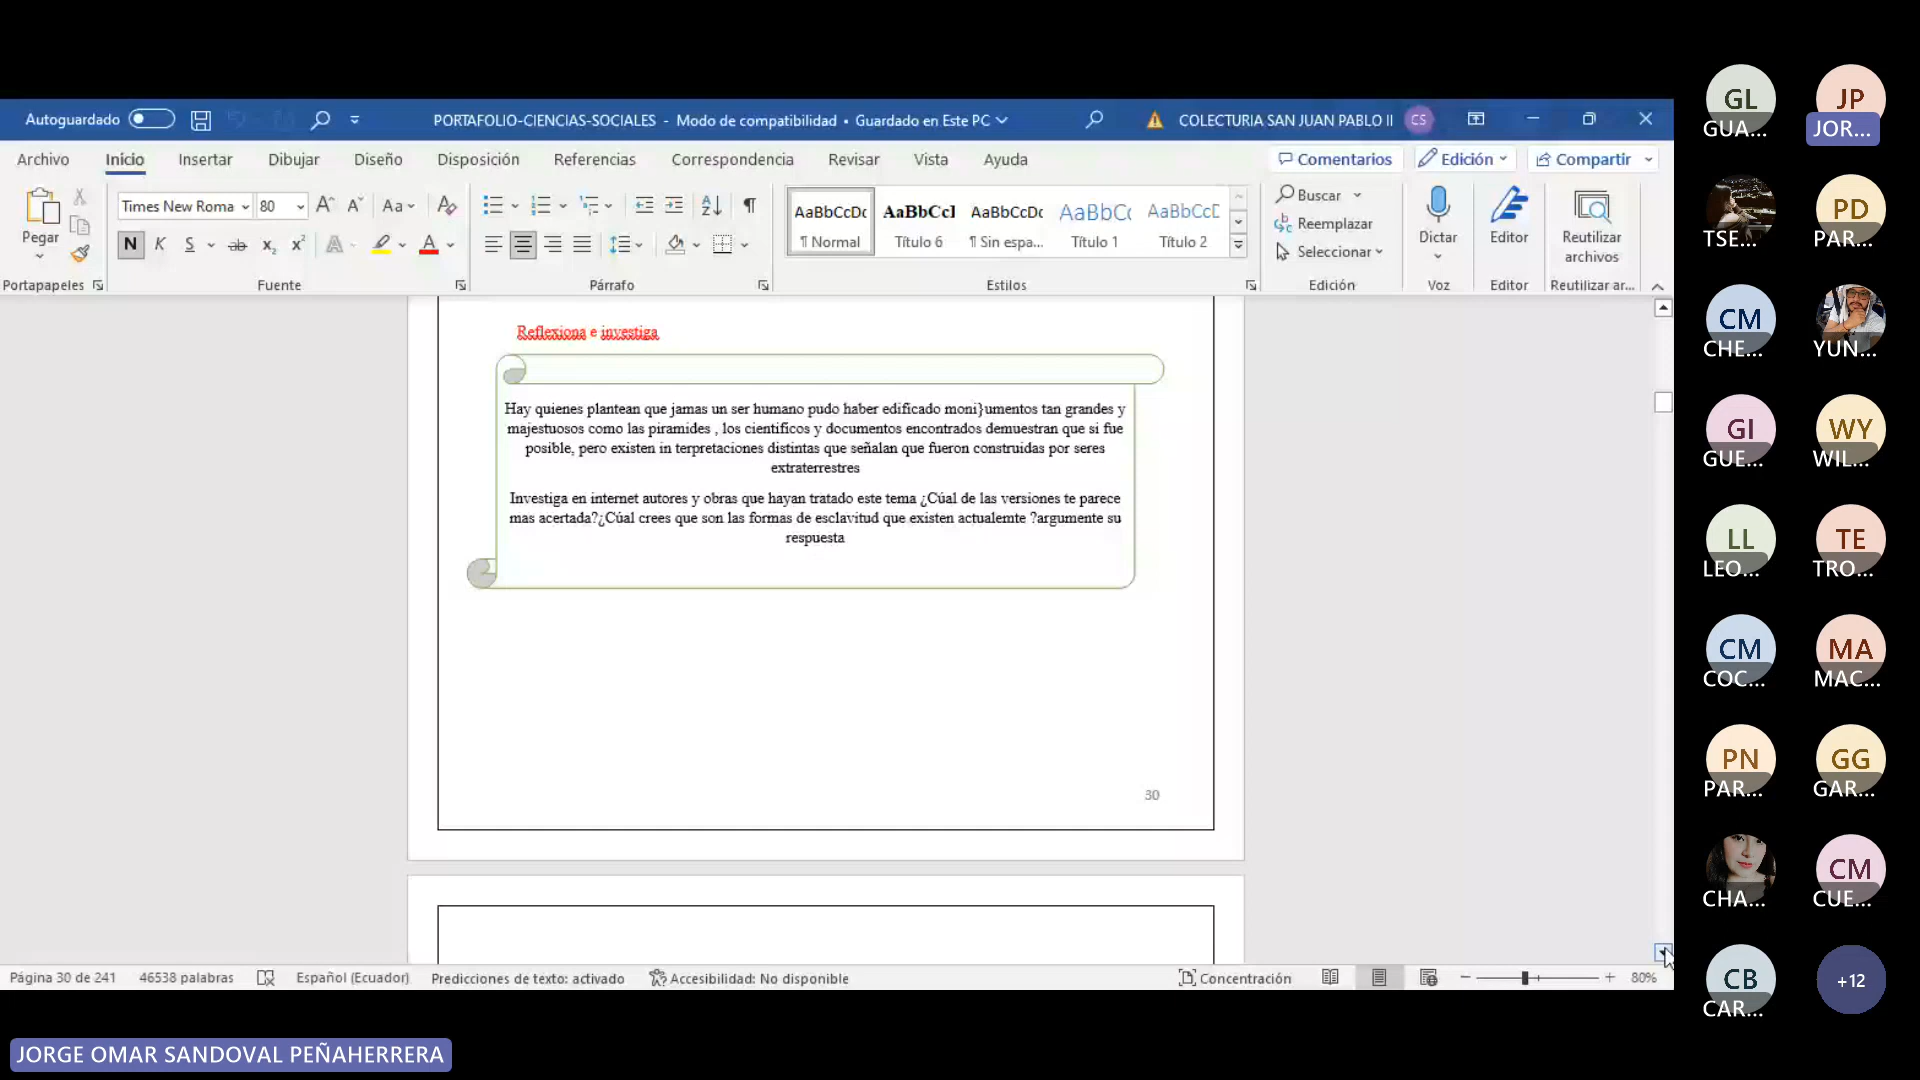 Autoguardado
PORTAFOLIO-CIENCIAS-SOCIALES - Modo de compatibilidad • Guardado en Este PC
COLECTURIA SAN JUAN PABLO II CS
Archivo Inicio Insertar Dibujar Diseño Disposición Referencias Correspondencia Revisar Vista Ayuda
Comentarios Edición Compartir
Pegar
Times New Roma 80
N K S ab x₂ x²
AaBbCcDc AaBbCcI AaBbCcDc AaBbCc AaBbCcD
¶ Normal Título 6 ¶ Sin espa... Título 1 Título 2
Buscar
Reemplazar
Seleccionar
Dictar
Editor
Reutilizar
archivos
Portapapeles Fuente Párrafo Estilos Edición Voz Editor Reutilizar ar...
Reflexiona e investiga
Hay quienes plantean que jamas un ser humano pudo haber edificado moni}umentos tan grandes y
majestuosos como las piramides , los cientificos y documentos encontrados demuestran que si fue
posible, pero existen in terpretaciones distintas que señalan que fueron construidas por seres
extraterrestres
Investiga en internet autores y obras que hayan tratado este tema ¿Cúal de las versiones te parece
mas acertada?¿Cúal crees que son las formas de esclavitud que existen actualemte ?argumente su
respuesta
30
Página 30 de 241 46538 palabras Español (Ecuador) Predicciones de texto: activado Accesibilidad: No disponible
Concentración 80%
JORGE OMAR SANDOVAL PEÑAHERRERA
GL JP
GUA... JOR...
PD
TSE... PAR...
CM
CHE... YUN...
GI WY
GUE... WIL...
LL TE
LEO... TRO...
CM MA
COC... MAC...
PN GG
PAR... GAR...
CM
CHA... CUE...
CB +12
CAR...